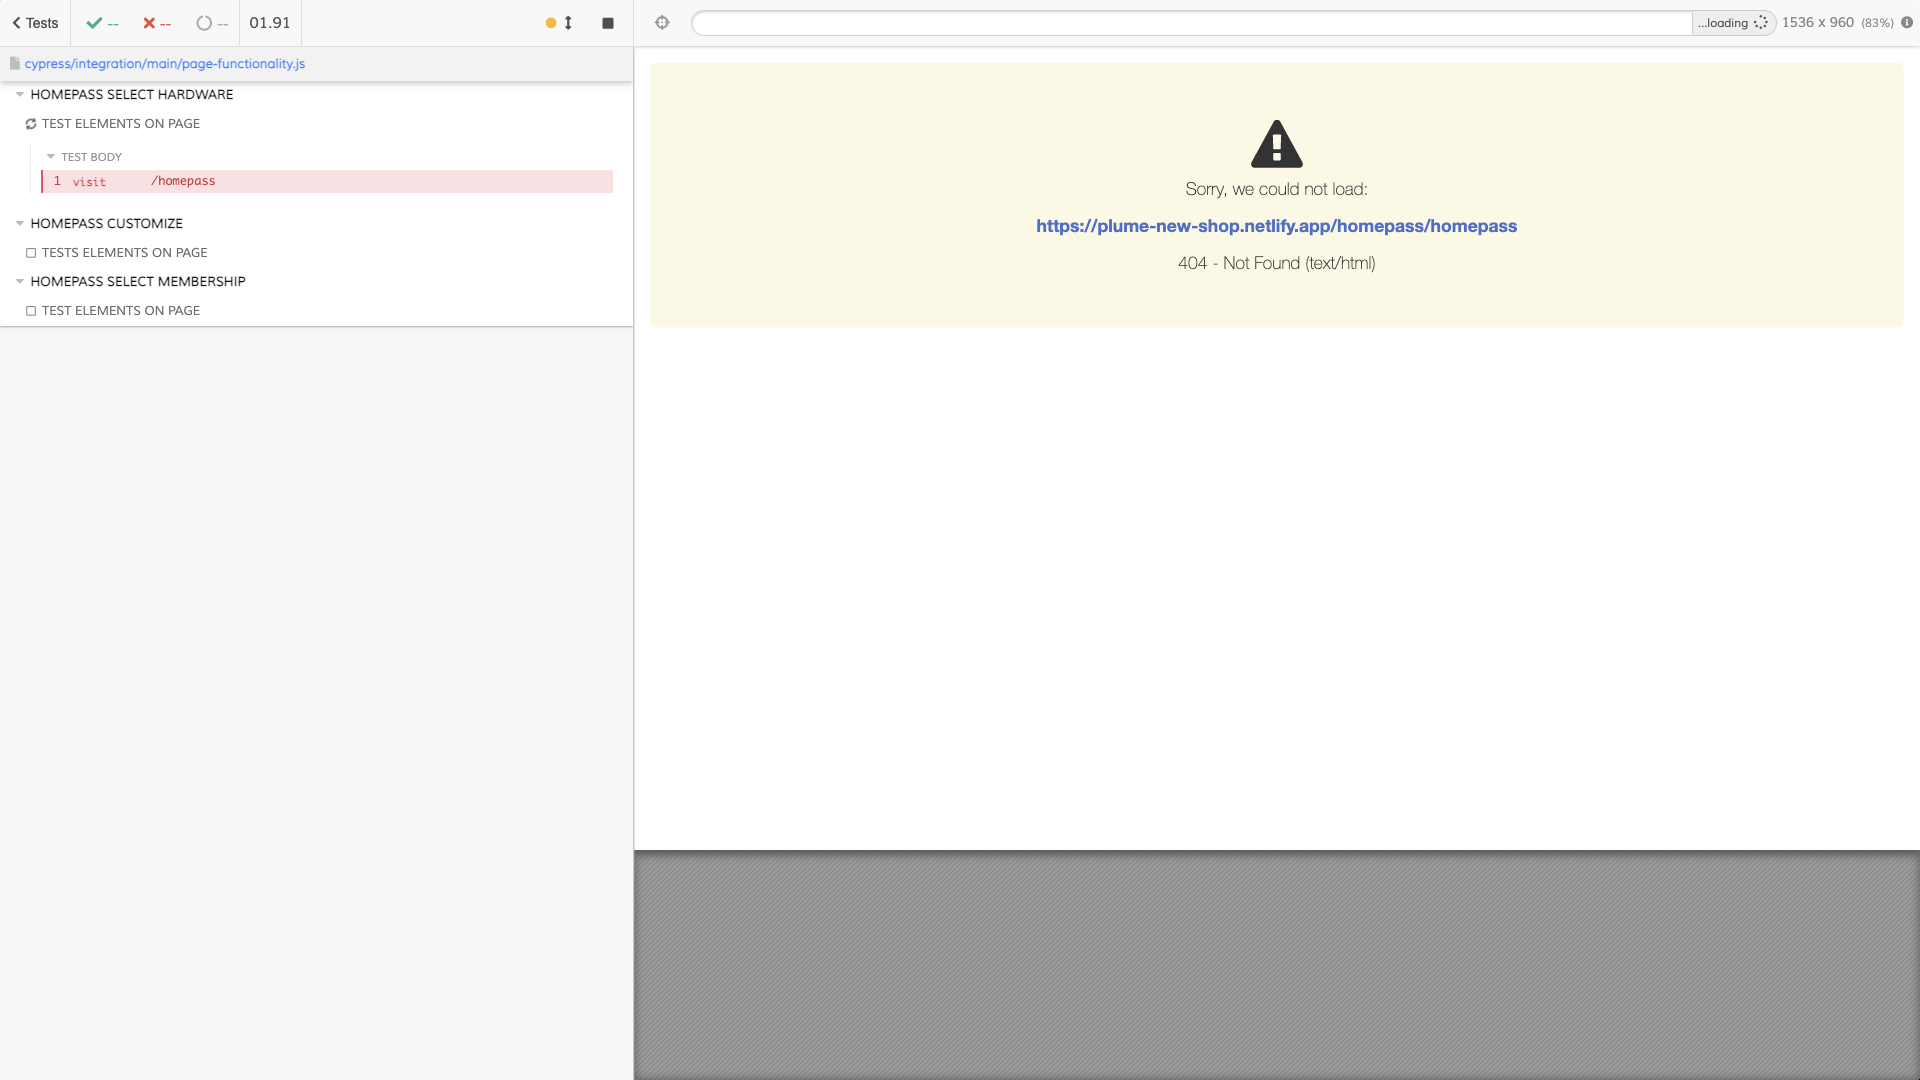 Tests
--
--
--
01.91
...loading
1536 x 960 (83%)
cypress/integration/main/page-functionality.js
HOMEPASS SELECT HARDWARE
TEST ELEMENTS ON PAGE
TEST BODY
1 visit /homepass
HOMEPASS CUSTOMIZE
TESTS ELEMENTS ON PAGE
HOMEPASS SELECT MEMBERSHIP
TEST ELEMENTS ON PAGE
Sorry, we could not load:
https://plume-new-shop.netlify.app/homepass/homepass
404 - Not Found (text/html)